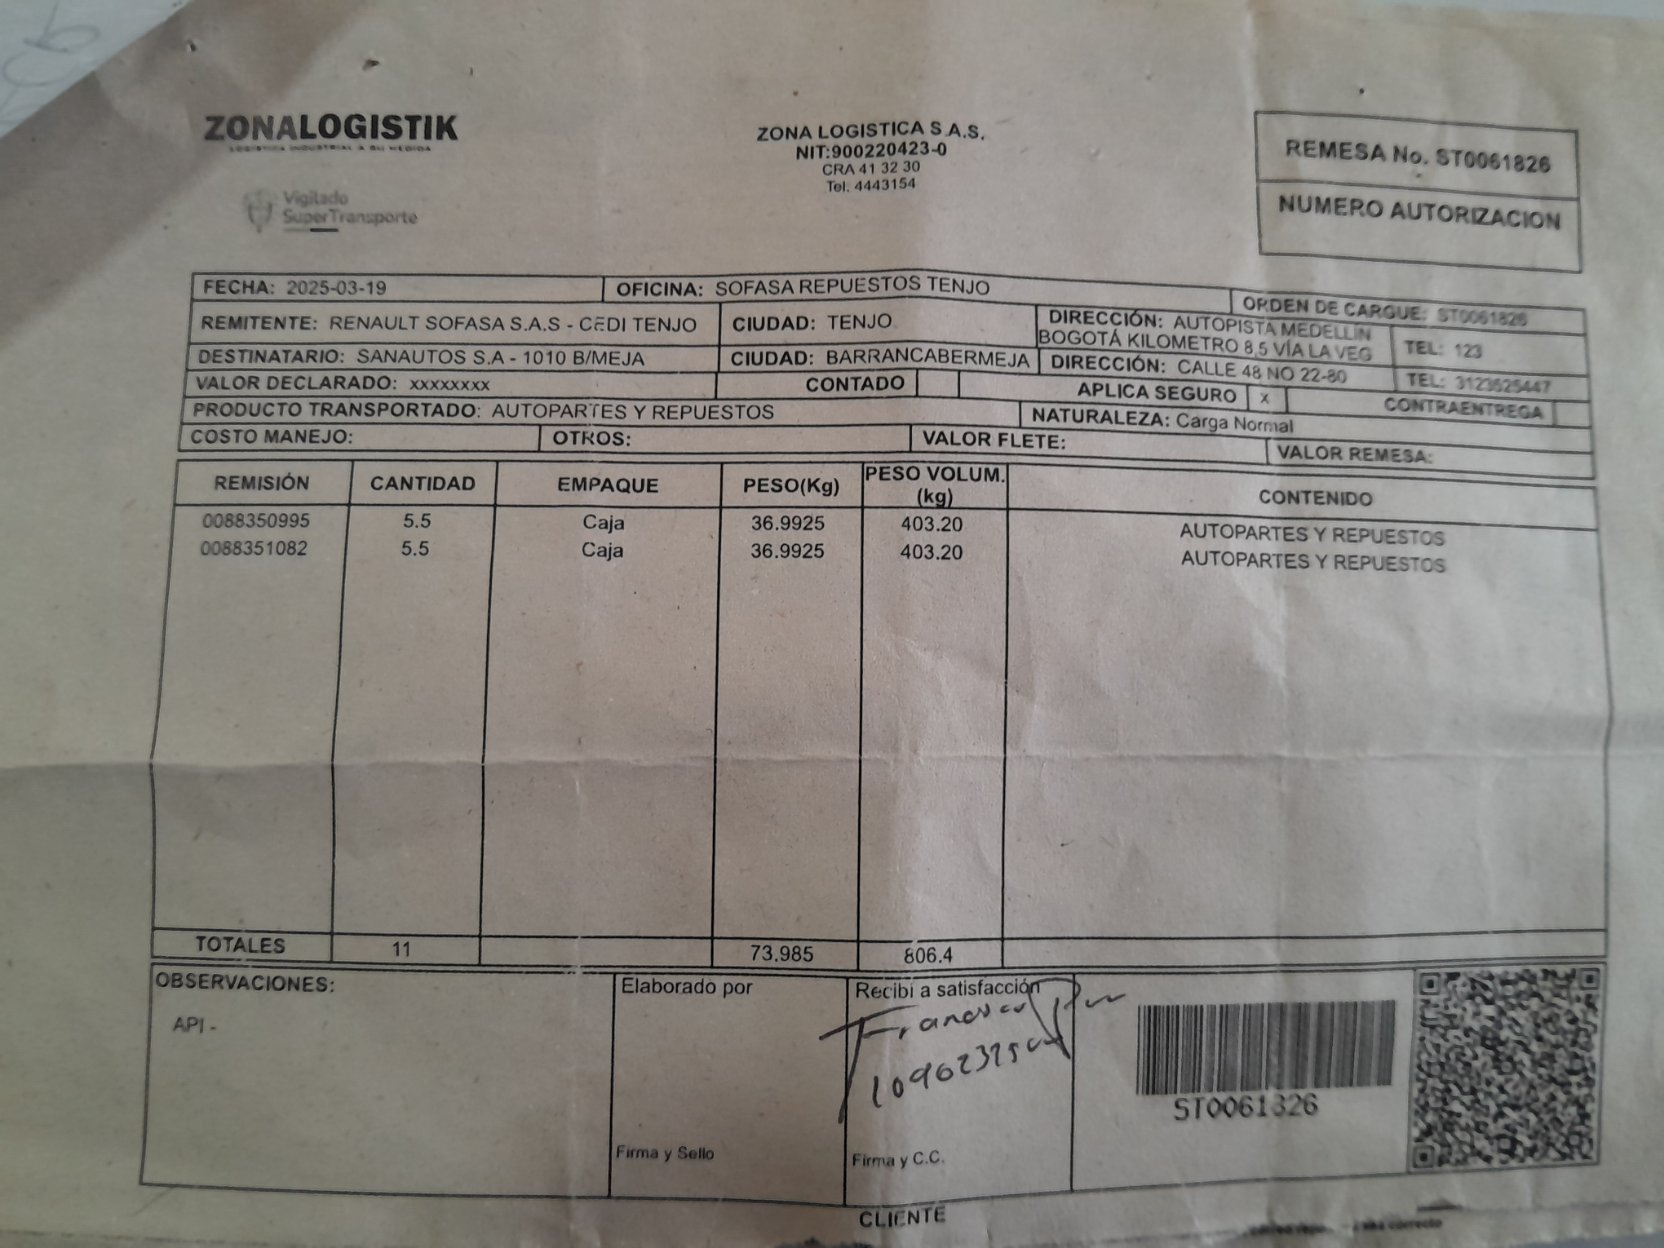 ZONALOGISTIK
LOGISTICA INDUSTRIAL A SU MEDIDA
Vigilado
SuperTransporte
ZONA LOGISTICA S.A.S.
NIT:900220423-0
CRA 41 32 30
Tel. 4443154
REMESA No. ST0061826
NUMERO AUTORIZACION
FECHA: 2025-03-19 OFICINA: SOFASA REPUESTOS TENJO ORDEN DE CARGUE: ST0061826
REMITENTE: RENAULT SOFASA S.A.S - CEDI TENJO CIUDAD: TENJO DIRECCIÓN: AUTOPISTA MEDELLIN
BOGOTÁ KILOMETRO 8,5 VÍA LA VEG TEL: 123
DESTINATARIO: SANAUTOS S.A - 1010 B/MEJA CIUDAD: BARRANCABERMEJA DIRECCIÓN: CALLE 48 NO 22-80 TEL: 3123625447
VALOR DECLARADO: xxxxxxxx CONTADO APLICA SEGURO x CONTRAENTREGA
PRODUCTO TRANSPORTADO: AUTOPARTES Y REPUESTOS NATURALEZA: Carga Normal
COSTO MANEJO: OTROS: VALOR FLETE: VALOR REMESA:
REMISIÓN CANTIDAD EMPAQUE PESO(Kg) PESO VOLUM. (kg) CONTENIDO
0088350995 5.5 Caja 36.9925 403.20 AUTOPARTES Y REPUESTOS
0088351082 5.5 Caja 36.9925 403.20 AUTOPARTES Y REPUESTOS
TOTALES 11 73.985 806.4
OBSERVACIONES:
API -
Elaborado por
Firma y Sello
Recibí a satisfacción
Firma y C.C.
ST0061826
CLIENTE